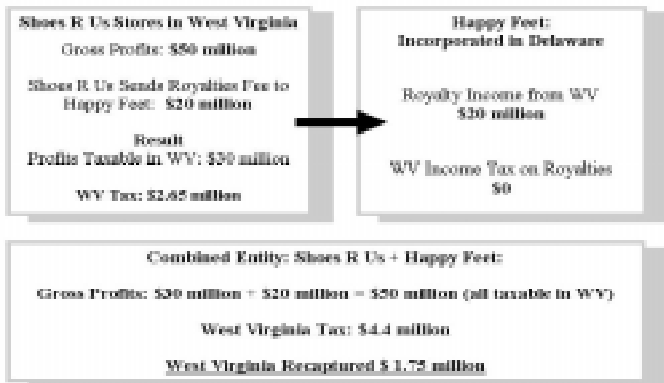 Shoes R Us Stores in West Virginia
Gross Profits: $50 million
Shoes R Us Sends Royalties Fee to
Happy Feet: $20 million
Result
Profits Taxable in WV: $30 million
WV Tax: $2.65 million
Happy Feet:
Incorporated in Delaware
Royalty Income from WV
$20 million
WV Income Tax on Royalties
$0
Combined Entity: Shoes R Us + Happy Feet:
Gross Profits: $30 million + $20 million = $50 million (all taxable in WV)
West Virginia Tax: $4.4 million
West Virginia Recaptured $ 1.75 million